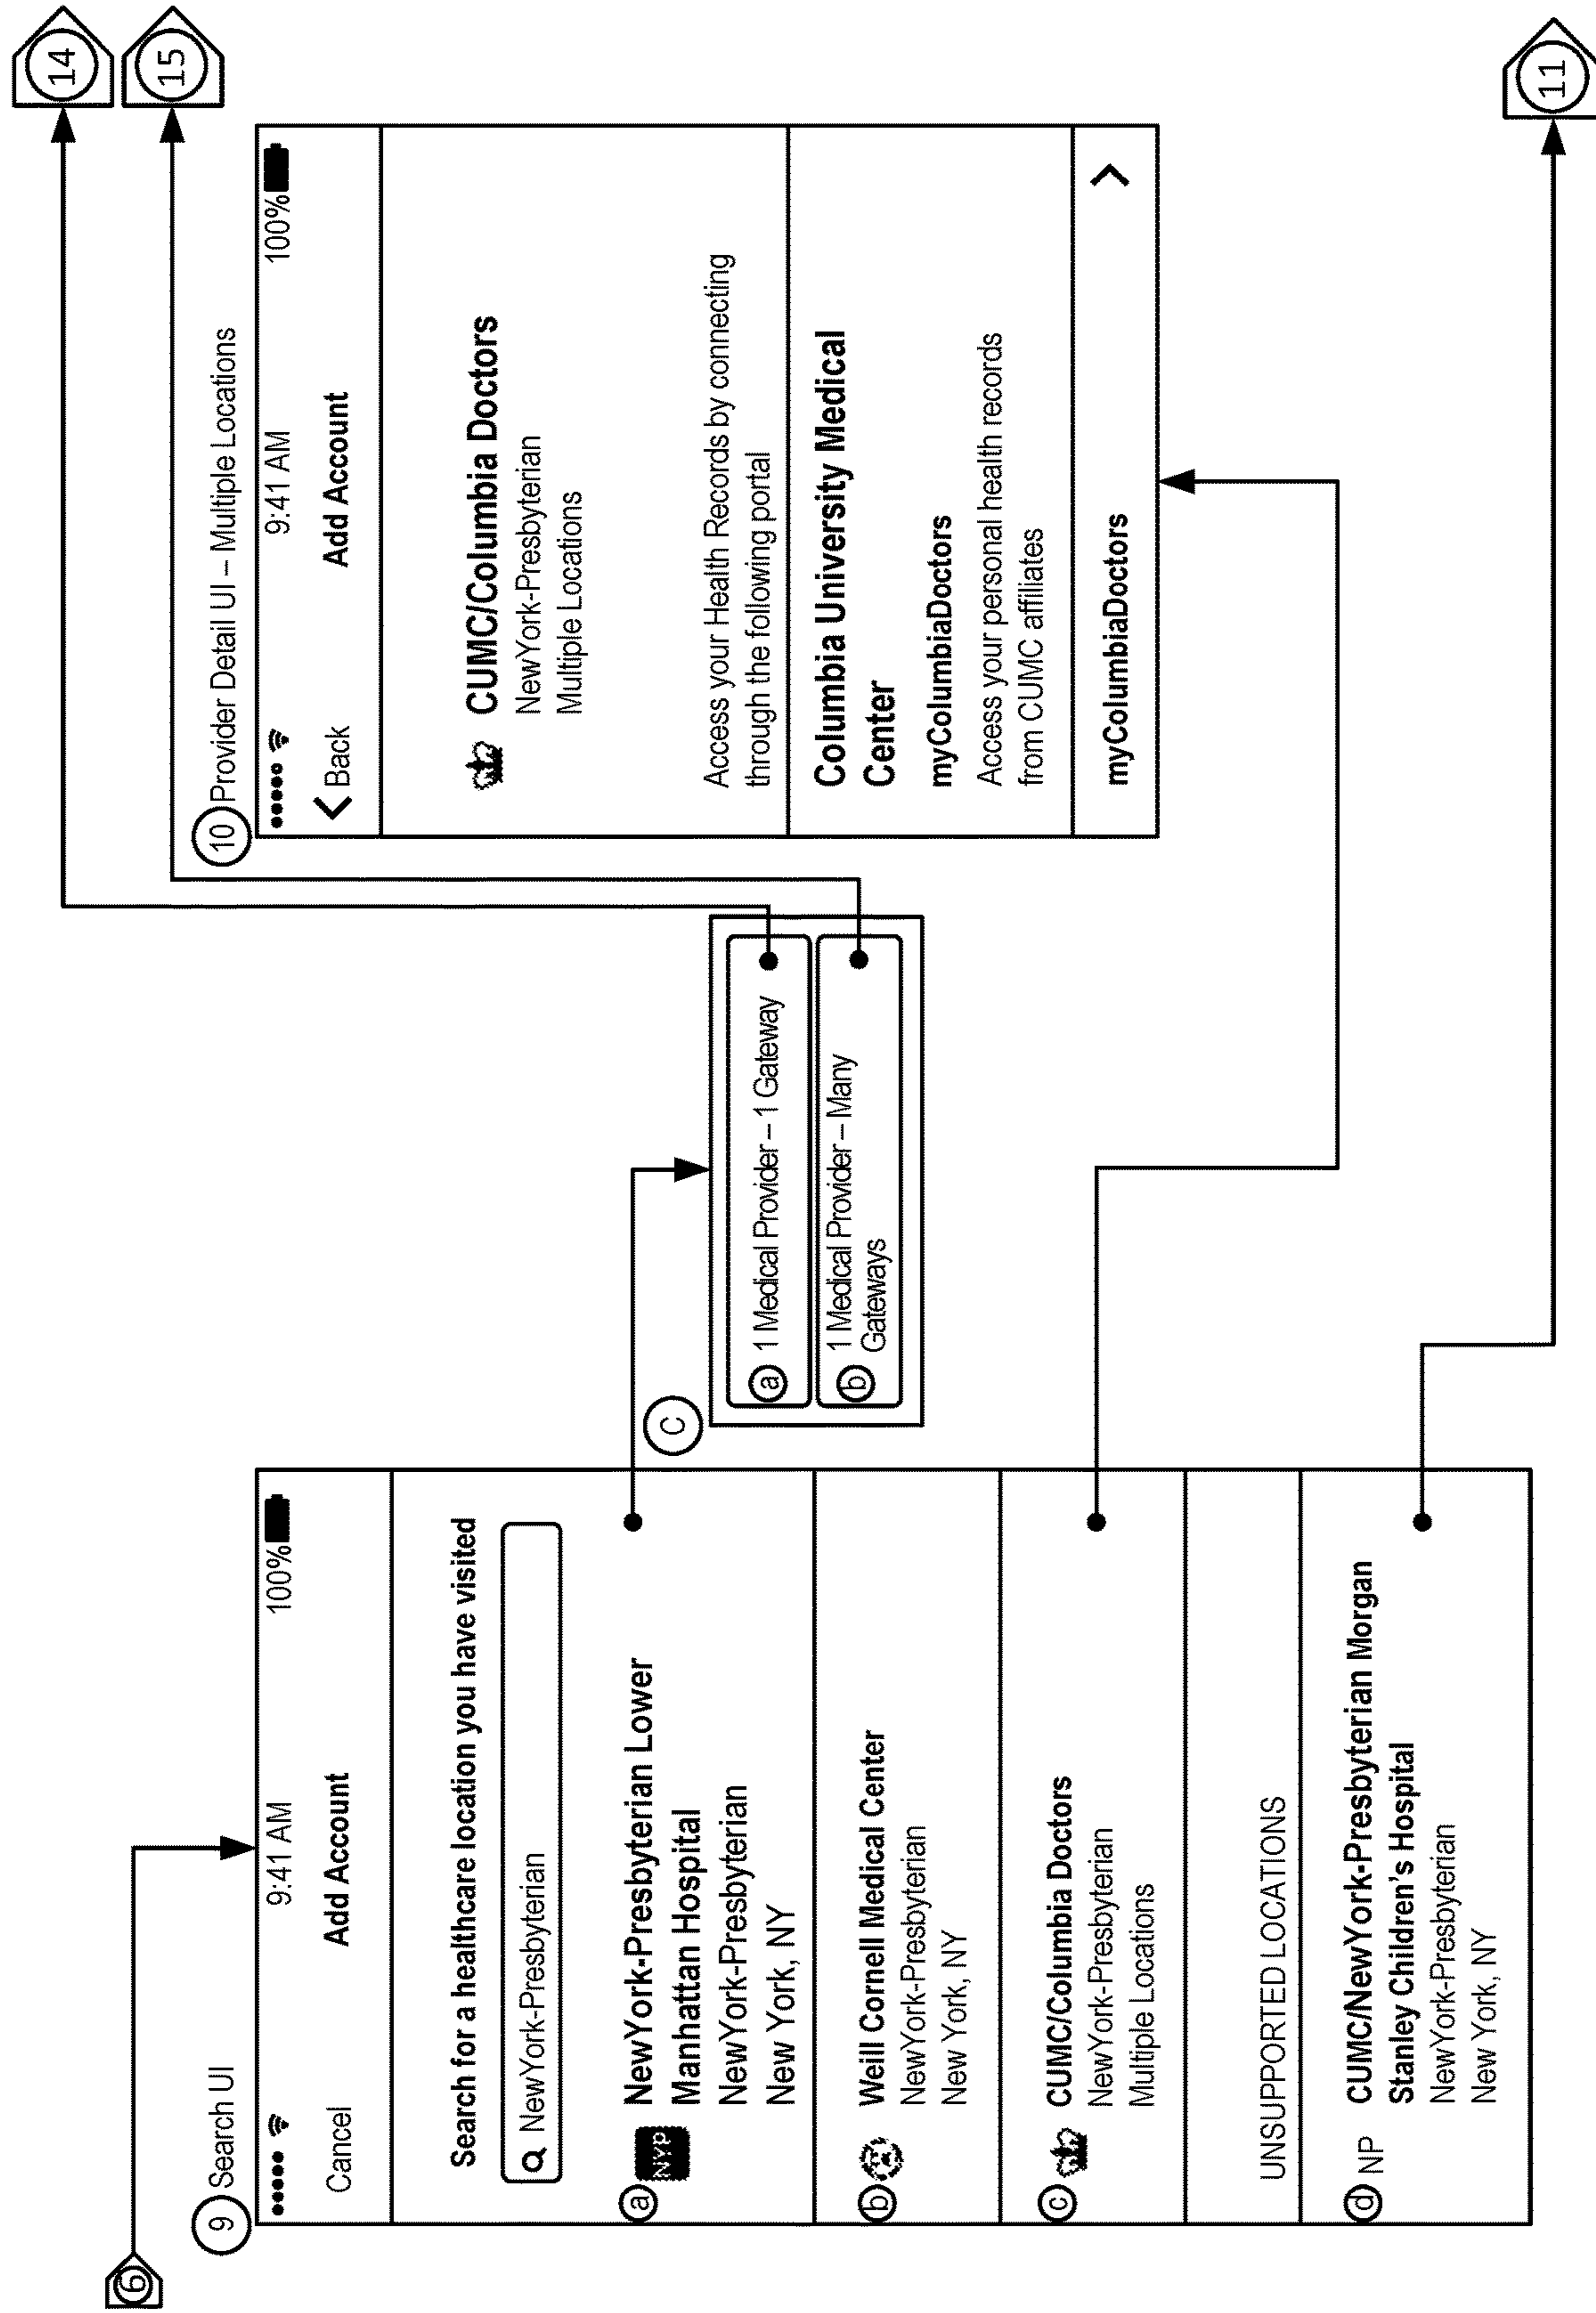 6
9 Search UI
9:41 AM 100%
Cancel Add Account
Search for a healthcare location you have visited
NewYork-Presbyterian
a NYP NewYork-Presbyterian Lower
Manhattan Hospital
NewYork-Presbyterian
New York, NY
b Weill Cornell Medical Center
NewYork-Presbyterian
New York, NY
c CUMC/Columbia Doctors
NewYork-Presbyterian
Multiple Locations
UNSUPPORTED LOCATIONS
d NP CUMC/NewYork-Presbyterian Morgan
Stanley Children's Hospital
NewYork-Presbyterian
New York, NY
C
a 1 Medical Provider – 1 Gateway
b 1 Medical Provider – Many
Gateways
10 Provider Detail UI – Multiple Locations
9:41 AM 100%
Back Add Account
CUMC/Columbia Doctors
NewYork-Presbyterian
Multiple Locations
Access your Health Records by connecting
through the following portal
Columbia University Medical
Center
myColumbiaDoctors
Access your personal health records
from CUMC affiliates
myColumbiaDoctors
14
15
11